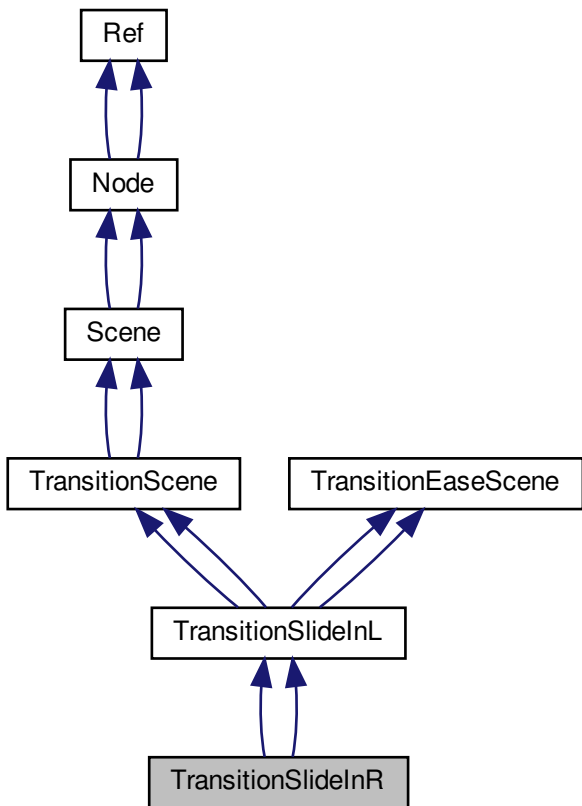 Ref
Node
Scene
TransitionScene
TransitionEaseScene
TransitionSlideInL
TransitionSlideInR